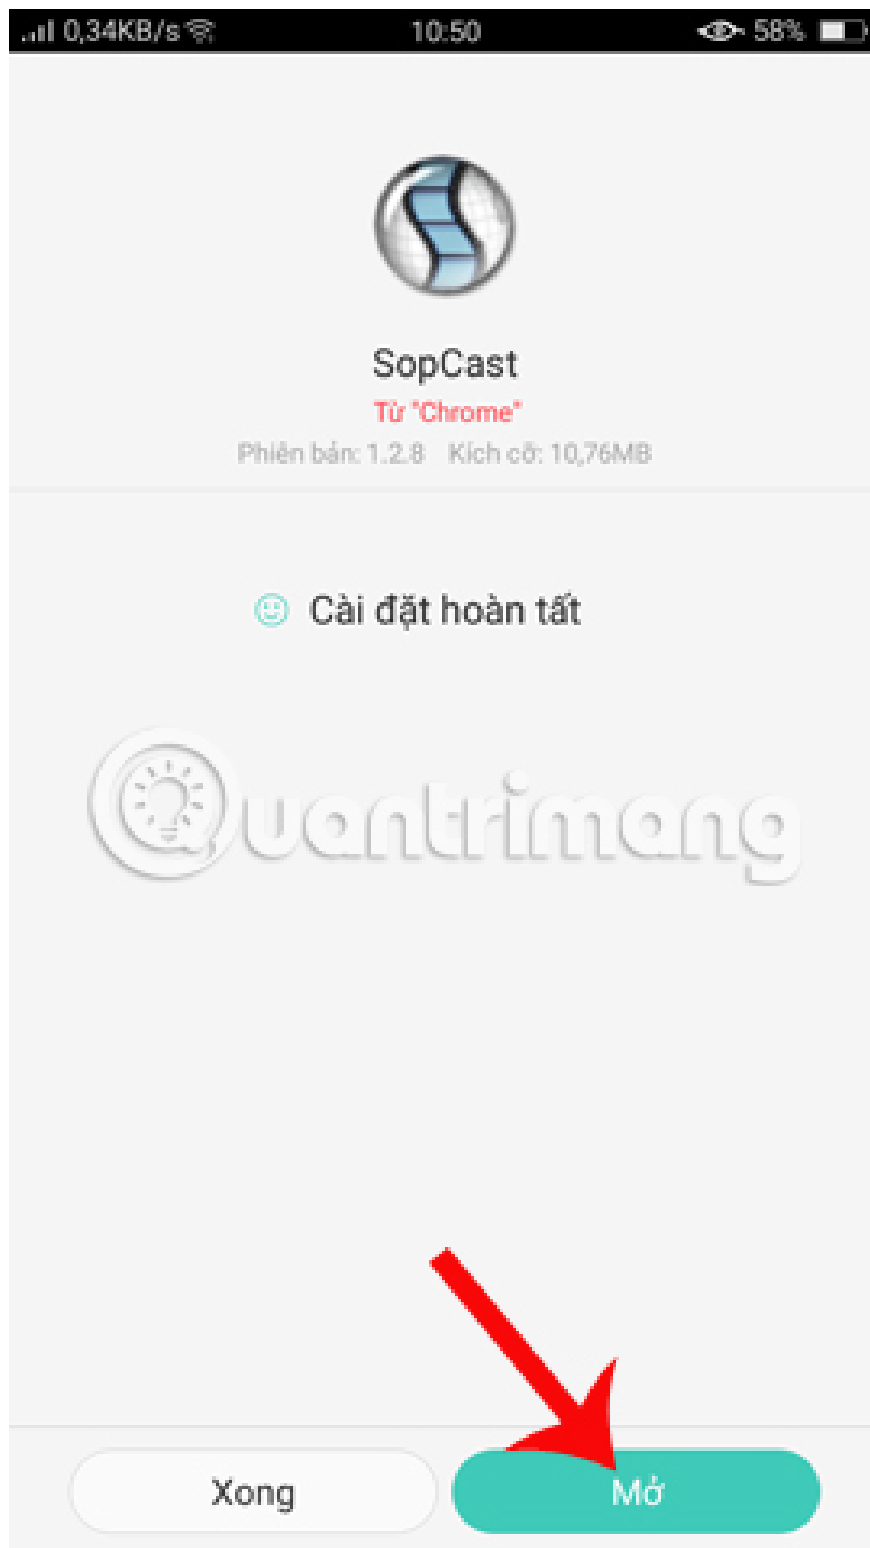 0,34KB/s 10:50 58%
SopCast
Từ "Chrome"
Phiên bản: 1.2.8 Kích cỡ: 10,76MB
Cài đặt hoàn tất
Quantrimang
Xong Mở